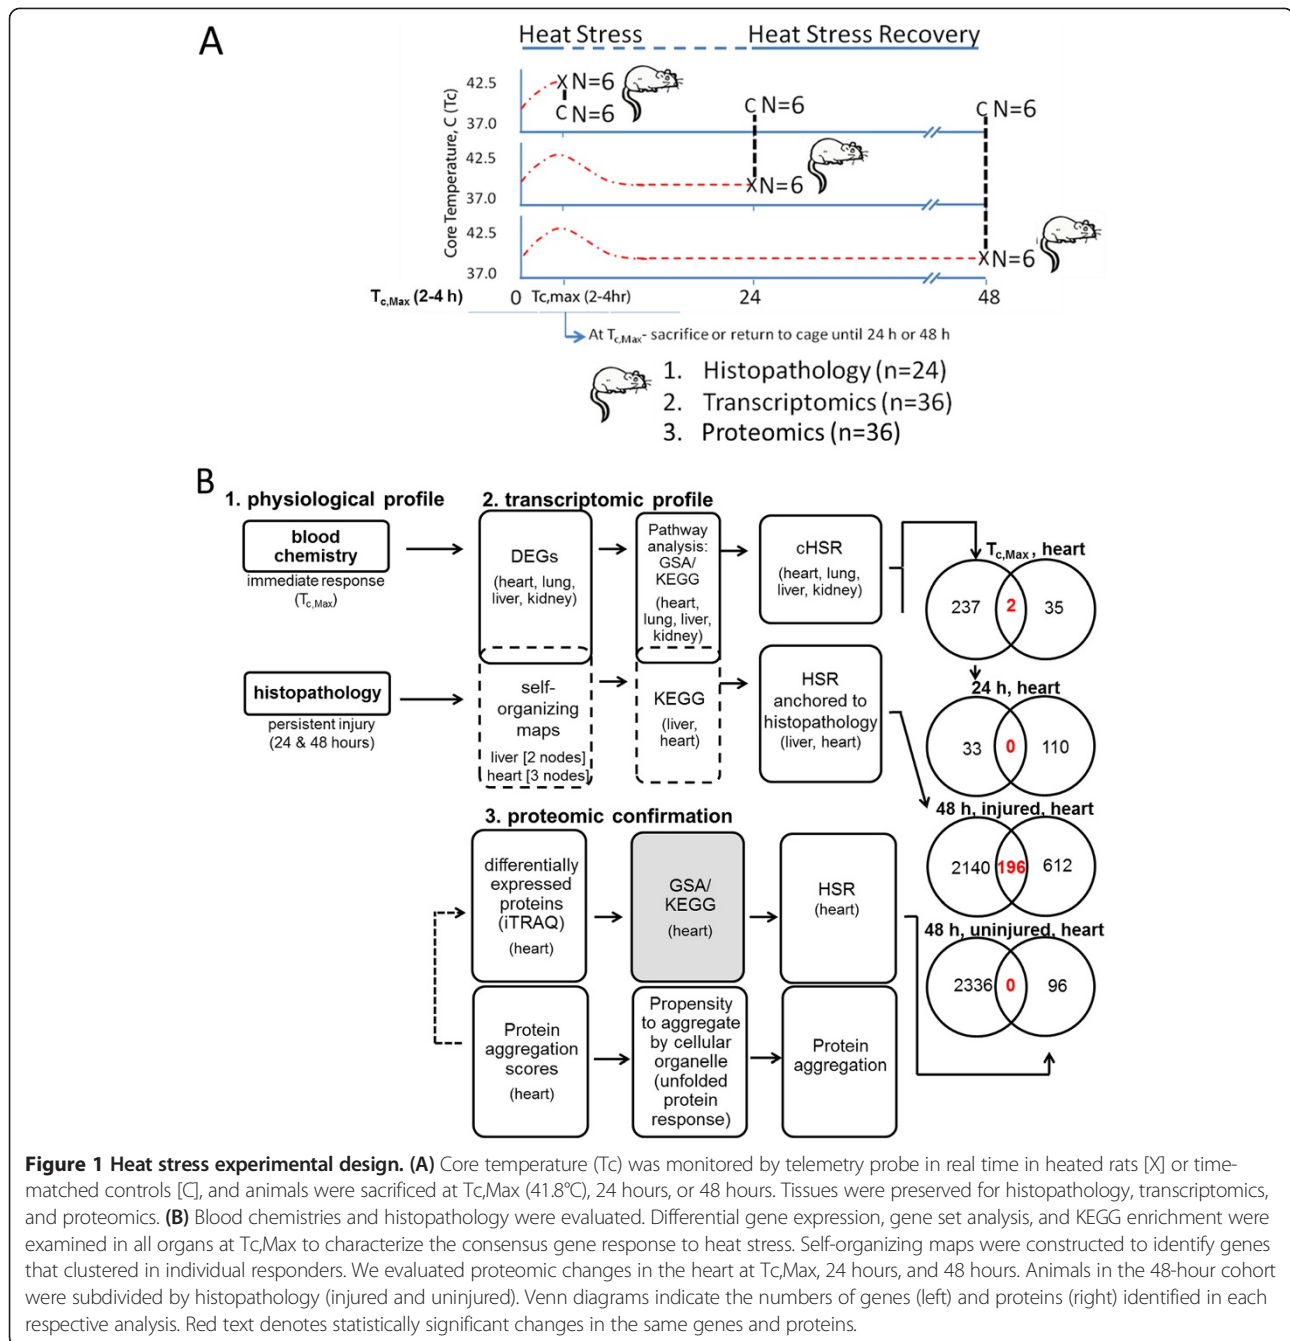 A
Heat Stress
Heat Stress Recovery
Core Temperature, C (Tc)
42.5
37.0
X N=6
C N=6
C N=6
C N=6
42.5
37.0
X N=6
42.5
37.0
X N=6
Tc,Max (2-4 h)
0
Tc,max (2-4hr)
24
48
At Tc,Max- sacrifice or return to cage until 24 h or 48 h
1. Histopathology (n=24)
2. Transcriptomics (n=36)
3. Proteomics (n=36)
B
1. physiological profile
2. transcriptomic profile
blood
chemistry
immediate response
(Tc,Max)
DEGs
(heart, lung,
liver, kidney)
Pathway
analysis:
GSA/
KEGG
(heart,
lung, liver,
kidney)
cHSR
(heart, lung,
liver, kidney)
Tc,Max, heart
237
2
35
histopathology
persistent injury
(24 & 48 hours)
self-
organizing
maps
liver [2 nodes]
heart [3 nodes]
KEGG
(liver,
heart)
HSR
anchored to
histopathology
(liver, heart)
24 h, heart
33
0
110
48 h, injured, heart
2140
196
612
3. proteomic confirmation
differentially
expressed
proteins
(iTRAQ)
(heart)
GSA/
KEGG
(heart)
HSR
(heart)
48 h, uninjured, heart
2336
0
96
Protein
aggregation
scores
(heart)
Propensity
to aggregate
by cellular
organelle
(unfolded
protein
response)
Protein
aggregation
Figure 1 Heat stress experimental design. (A) Core temperature (Tc) was monitored by telemetry probe in real time in heated rats [X] or time-
matched controls [C], and animals were sacrificed at Tc,Max (41.8°C), 24 hours, or 48 hours. Tissues were preserved for histopathology, transcriptomics,
and proteomics. (B) Blood chemistries and histopathology were evaluated. Differential gene expression, gene set analysis, and KEGG enrichment were
examined in all organs at Tc,Max to characterize the consensus gene response to heat stress. Self-organizing maps were constructed to identify genes
that clustered in individual responders. We evaluated proteomic changes in the heart at Tc,Max, 24 hours, and 48 hours. Animals in the 48-hour cohort
were subdivided by histopathology (injured and uninjured). Venn diagrams indicate the numbers of genes (left) and proteins (right) identified in each
respective analysis. Red text denotes statistically significant changes in the same genes and proteins.